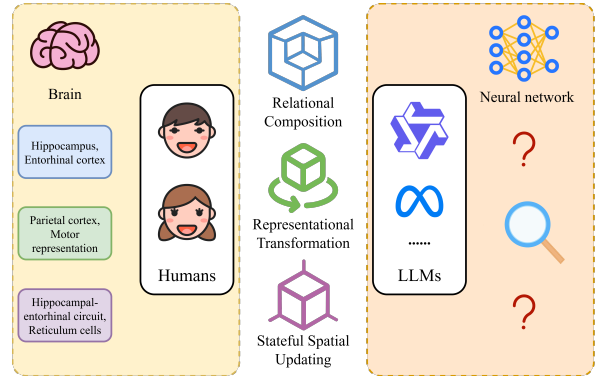 Brain
Hippocampus,
Entorhinal cortex
Parietal cortex,
Motor
representation
Hippocampal-
entorhinal circuit,
Reticulum cells
Humans
Relational
Composition
Representational
Transformation
Stateful Spatial
Updating
......
LLMs
Neural network
?
?